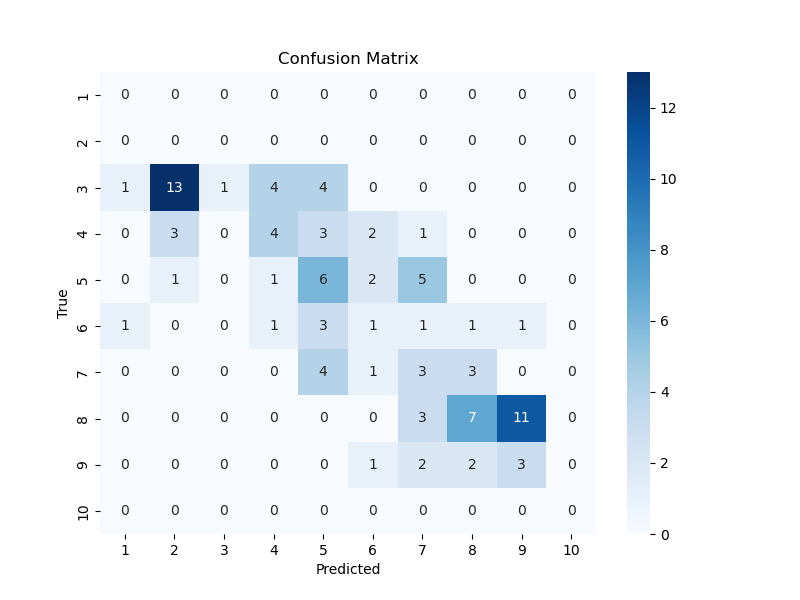 Confusion Matrix
1 0 0 0 0 0 0 0 0 0 0
2 0 0 0 0 0 0 0 0 0 0
3 1 13 1 4 4 0 0 0 0 0
4 0 3 0 4 3 2 1 0 0 0
5 0 1 0 1 6 2 5 0 0 0
6 1 0 0 1 3 1 1 1 1 0
7 0 0 0 0 4 1 3 3 0 0
8 0 0 0 0 0 0 3 7 11 0
9 0 0 0 0 0 1 2 2 3 0
10 0 0 0 0 0 0 0 0 0 0
1 2 3 4 5 6 7 8 9 10
Predicted
True
12
10
8
6
4
2
0